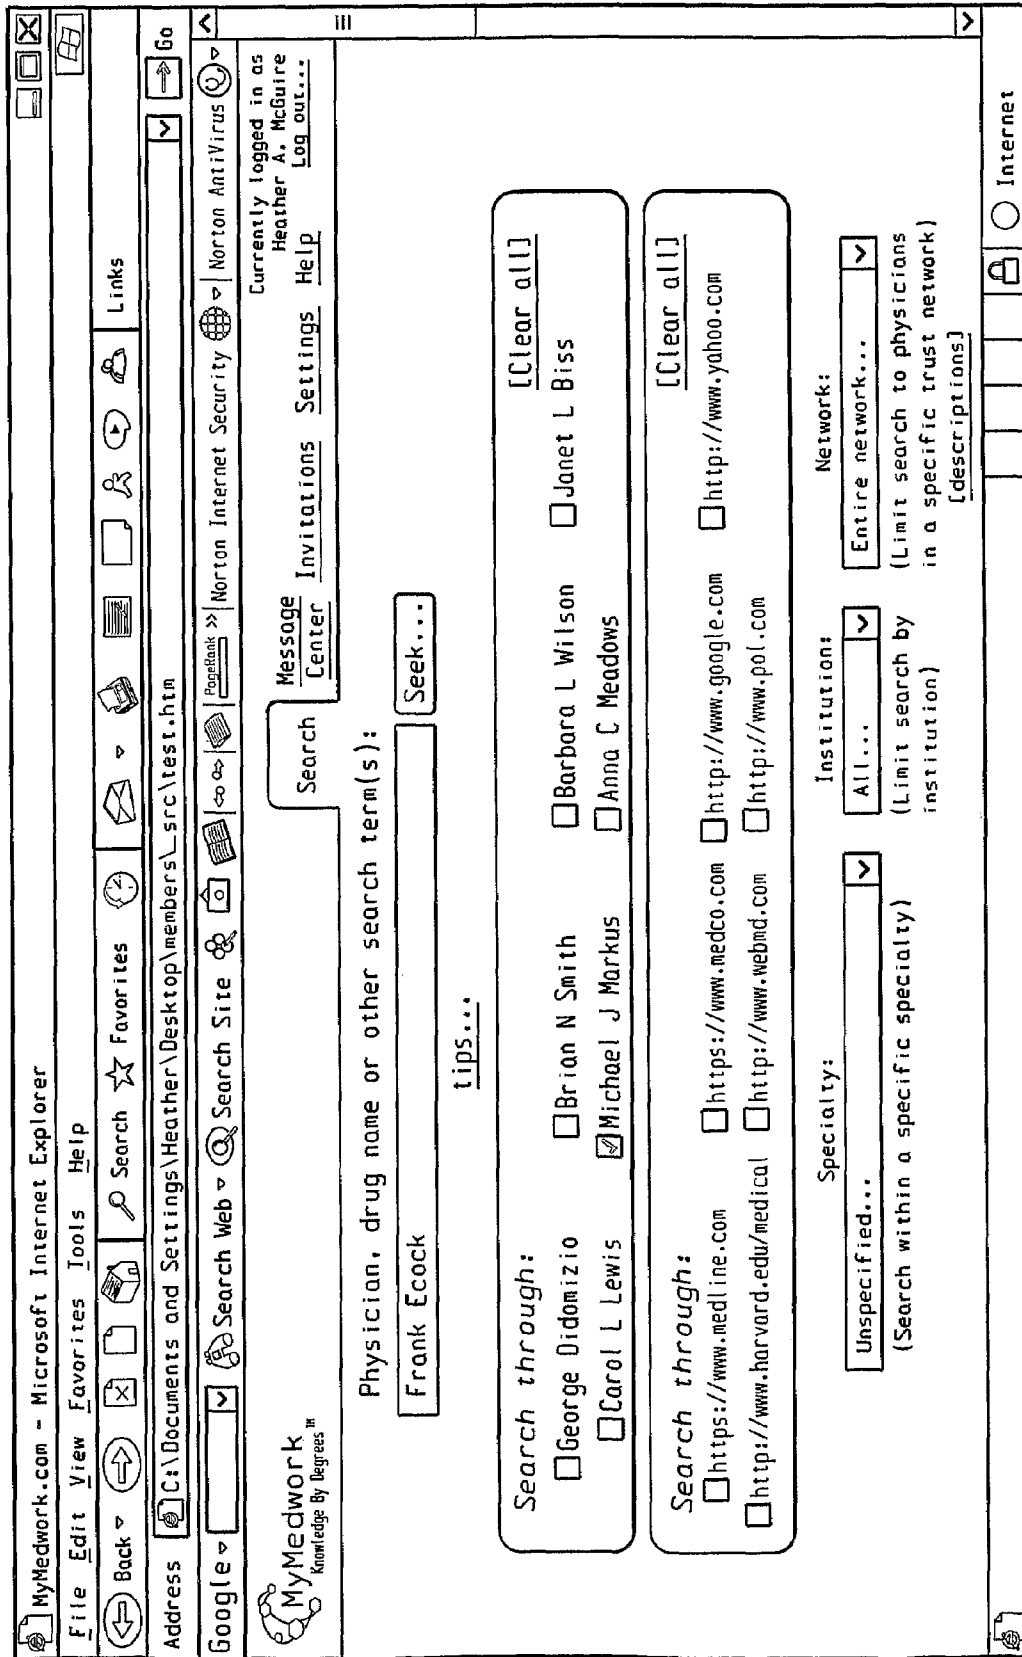 MyMedwork.com - Microsoft Internet Explorer
File Edit View Favorites Tools Help
Back Search Favorites Links
Address C:\Documents and Settings\Heather\Desktop\members\_src\test.htm Go
Google Search Web Search Site PageRank >> Norton Internet Security Norton AntiVirus
MyMedwork
Knowledge By Degrees™
Search
Message Center
Invitations
Settings
Help
Currently logged in as
Heather A. McGuire
Log out...
Physician, drug name or other search term(s):
Frank Ecock Seek...
tips...
Search through: [Clear all]
George Didomizio Brian N Smith Barbara L Wilson Janet L Biss
Carol L Lewis Michael J Markus Anna C Meadows
Search through: [Clear all]
https://www.medline.com https://www.medco.com http://www.google.com http://www.yahoo.com
http://www.harvard.edu/medical http://www.webmd.com http://www.pol.com
Specialty: Institution: Network:
Unspecified... All... Entire network...
(Search within a specific specialty)
(Limit search by
institution)
(Limit search to physicians
in a specific trust network)
[descriptions]
Internet